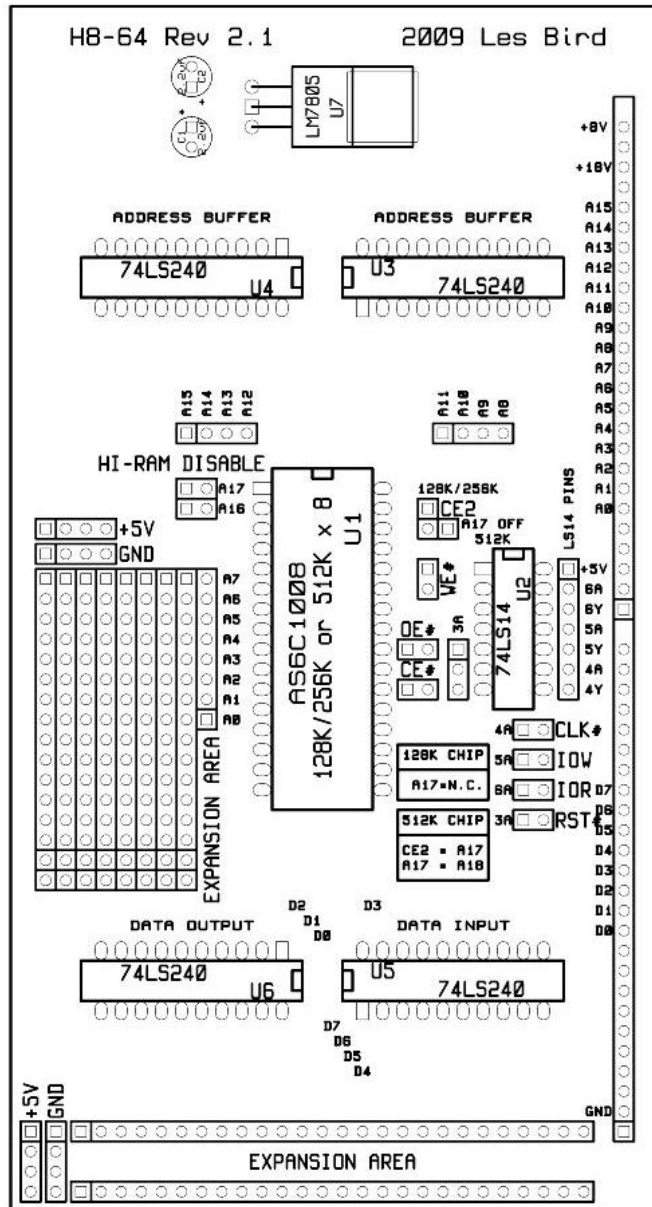 H8-64 Rev 2.1
2009 Les Bird
2.2uF
C2
+
+
C1
2.2uF
LM7805
U7
+8V
+18V
A15
A14
A13
A12
A11
A10
A9
A8
A7
A6
A5
A4
A3
A2
A1
A0
ADDRESS BUFFER
ADDRESS BUFFER
74LS240
U4
U3
74LS240
A15
A14
A13
A12
A11
A10
A9
A8
HI-RAM DISABLE
A17
A16
+5V
GND
A7
A6
A5
A4
A3
A2
A1
A0
EXPANSION AREA
U1
AS6C1008
128K/256K or 512K x 8
128K/256K
CE2
A17 OFF
512K
WE#
OE#
CE#
3A
U2
74LS14
LS14 PINS
+5V
6A
6Y
5A
5Y
4A
4Y
4A CLK#
5A IOW
6A IOR
3A RST#
128K CHIP
A17=N.C.
512K CHIP
CE2 = A17
A17 = A18
D7
D6
D5
D4
D3
D2
D1
D0
D2
D1
D0
D3
DATA OUTPUT
DATA INPUT
74LS240
U6
U5
74LS240
D7
D6
D5
D4
GND
+5V
GND
EXPANSION AREA